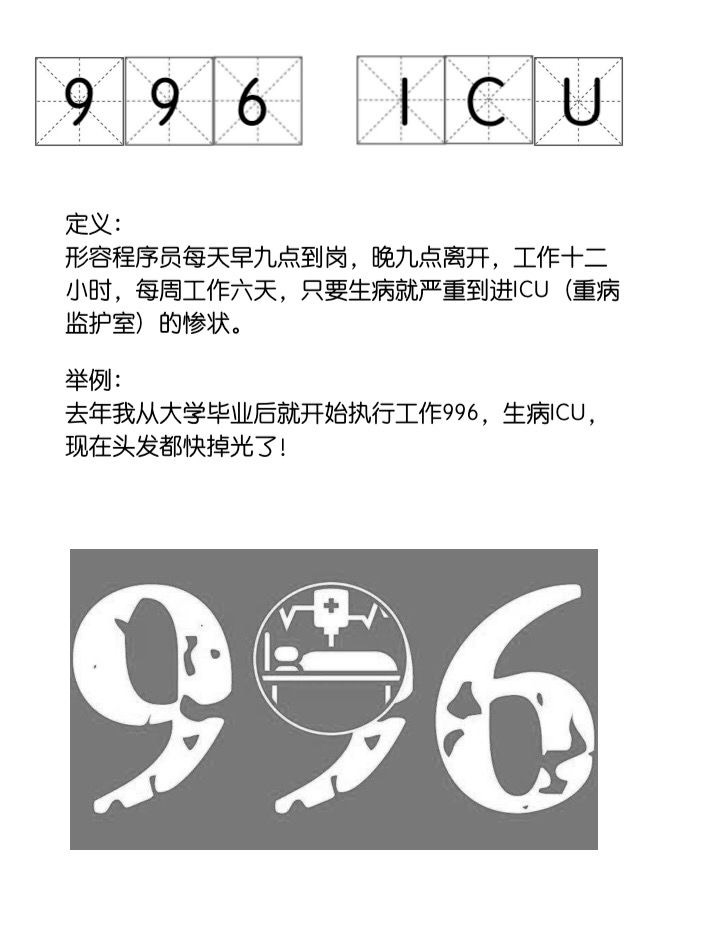 996 ICU
定义：
形容程序员每天早九点到岗，晚九点离开，工作十二
小时，每周工作六天，只要生病就严重到进ICU（重病
监护室）的惨状。
举例：
去年我从大学毕业后就开始执行工作996，生病ICU，
现在头发都快掉光了！
996